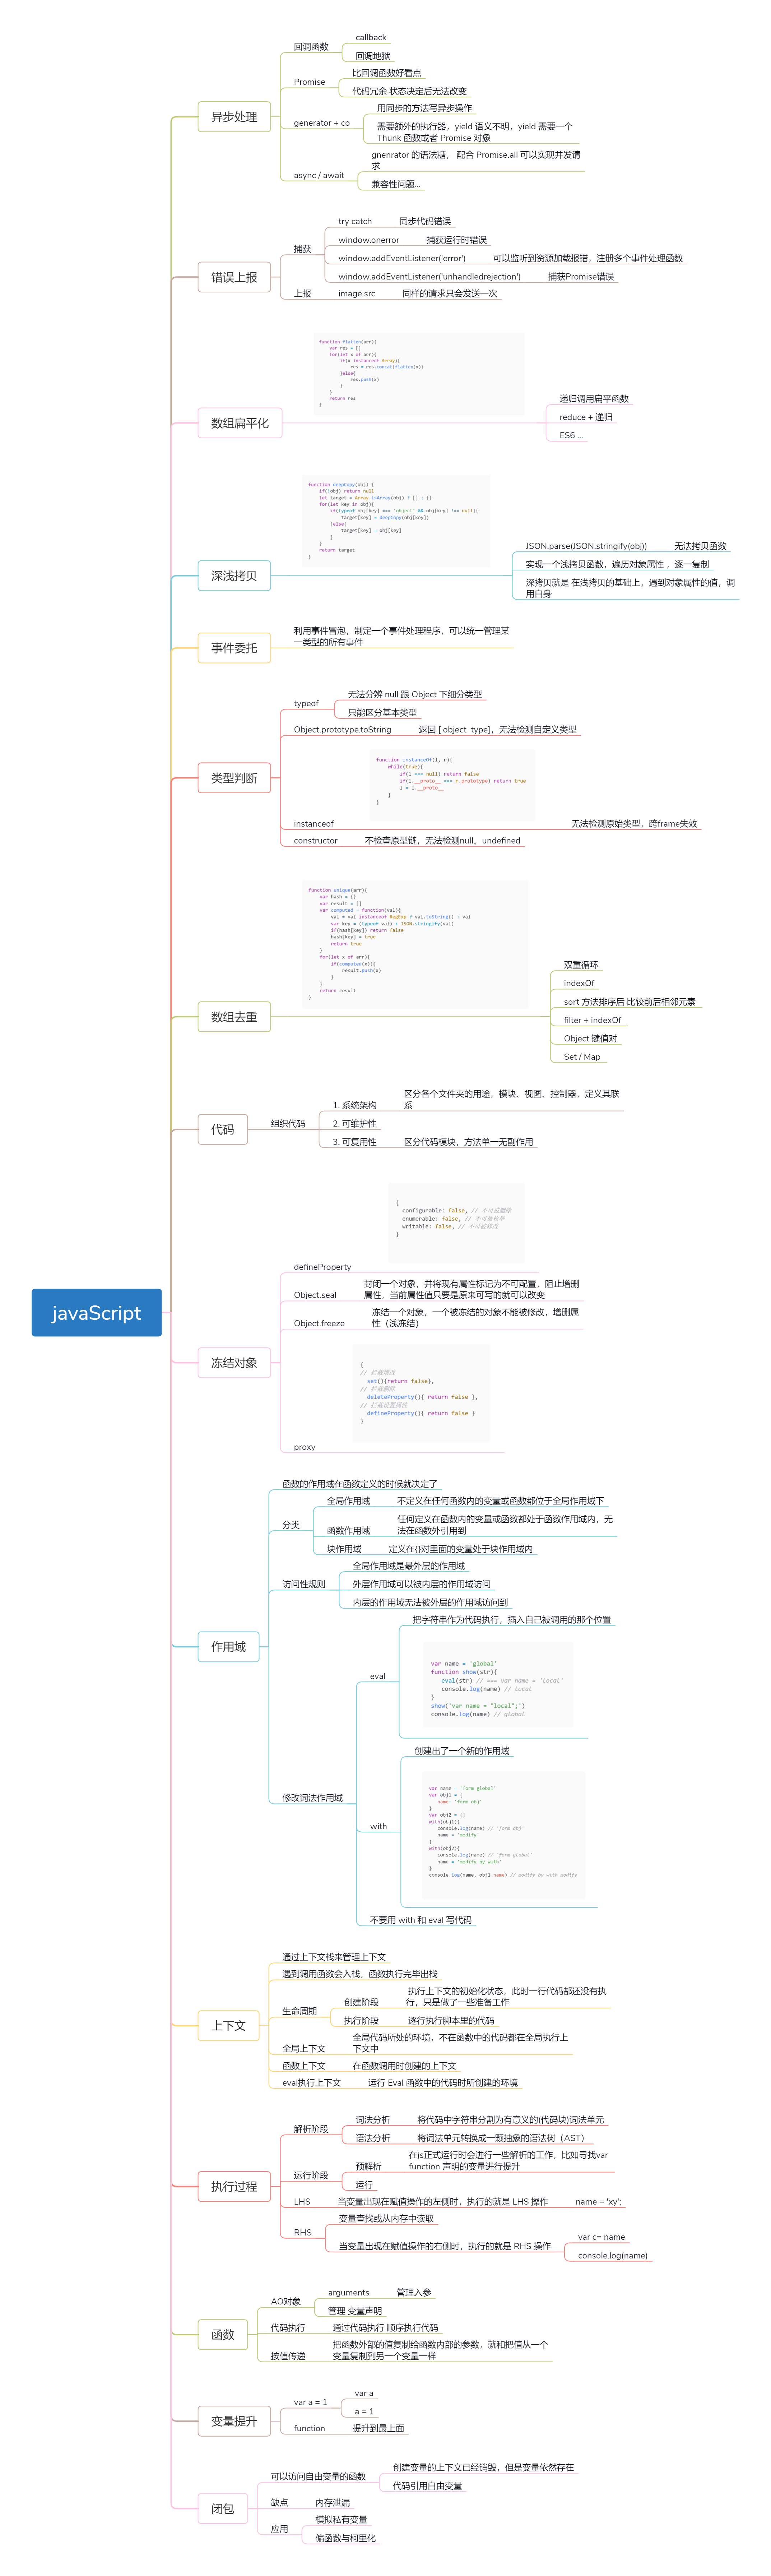 javaScript
异步处理
回调函数
callback
回调地狱
Promise
比回调函数好看点
代码冗余 状态决定后无法改变
generator + co
用同步的方法写异步操作
需要额外的执行器，yield 语义不明，yield 需要一个
Thunk 函数或者 Promise 对象
async / await
gnenrator 的语法糖， 配合 Promise.all 可以实现并发请
求
兼容性问题...
错误上报
捕获
try catch
同步代码错误
window.onerror
捕获运行时错误
window.addEventListener('error')
可以监听到资源加载报错，注册多个事件处理函数
window.addEventListener('unhandledrejection')
捕获Promise错误
上报
image.src
同样的请求只会发送一次
数组扁平化
function flatten(arr){
var res = []
for(let x of arr){
if(x instanceof Array){
res = res.concat(flatten(x))
}else{
res.push(x)
}
}
return res
}
递归调用扁平函数
reduce + 递归
ES6 ...
深浅拷贝
function deepCopy(obj) {
if(!obj) return null
let target = Array.isArray(obj) ? [] : {}
for(let key in obj){
if(typeof obj[key] === 'object' && obj[key] !== null){
target[key] = deepCopy(obj[key])
}else{
target[key] = obj[key]
}
}
return target
}
JSON.parse(JSON.stringify(obj))
无法拷贝函数
实现一个浅拷贝函数，遍历对象属性 ，逐一复制
深拷贝就是 在浅拷贝的基础上，遇到对象属性的值，调
用自身
事件委托
利用事件冒泡，制定一个事件处理程序，可以统一管理某
一类型的所有事件
类型判断
typeof
无法分辨 null 跟 Object 下细分类型
只能区分基本类型
Object.prototype.toString
返回 [ object  type]，无法检测自定义类型
instanceof
function instanceOf(l, r){
while(true){
if(l === null) return false
if(l.__proto__ === r.prototype) return true
l = l.__proto__
}
}
无法检测原始类型，跨frame失效
constructor
不检查原型链，无法检测null、undefined
数组去重
function unique(arr){
var hash = {}
var result = []
var computed = function(val){
val = val instanceof RegExp ? val.toString() : val
var key = (typeof val) + JSON.stringify(val)
if(hash[key]) return false
hash[key] = true
return true
}
for(let x of arr){
if(computed(x)){
result.push(x)
}
}
return result
}
双重循环
indexOf
sort 方法排序后 比较前后相邻元素
filter + indexOf
Object 键值对
Set / Map
代码
组织代码
1. 系统架构
区分各个文件夹的用途，模块、视图、控制器，定义其联
系
2. 可维护性
3. 可复用性
区分代码模块，方法单一无副作用
冻结对象
defineProperty
{
configurable: false, // 不可被删除
enumerable: false, // 不可被枚举
writable: false, // 不可被修改
}
Object.seal
封闭一个对象，并将现有属性标记为不可配置，阻止增删
属性，当前属性值只要是原来可写的就可以改变
Object.freeze
冻结一个对象，一个被冻结的对象不能被修改，增删属
性（浅冻结）
proxy
{
// 拦截修改
set(){return false},
// 拦截删除
deleteProperty(){ return false },
// 拦截设置属性
defineProperty(){ return false }
}
作用域
函数的作用域在函数定义的时候就决定了
分类
全局作用域
不定义在任何函数内的变量或函数都位于全局作用域下
函数作用域
任何定义在函数内的变量或函数都处于函数作用域内，无
法在函数外引用到
块作用域
定义在{}对里面的变量处于块作用域内
访问性规则
全局作用域是最外层的作用域
外层作用域可以被内层的作用域访问
内层的作用域无法被外层的作用域访问到
修改词法作用域
eval
把字符串作为代码执行，插入自己被调用的那个位置
var name = 'global'
function show(str){
eval(str) // === var name = 'local'
console.log(name) // local
}
show('var name = "local";')
console.log(name) // global
with
创建出了一个新的作用域
var name = 'form global'
var obj1 = {
name: 'form obj'
}
var obj2 = {}
with(obj1){
console.log(name) // 'form obj'
name = 'modify'
}
with(obj2){
console.log(name) // 'form global'
name = 'modify by with'
}
console.log(name, obj1.name) // modify by with modify
不要用 with 和 eval 写代码
上下文
通过上下文栈来管理上下文
遇到调用函数会入栈，函数执行完毕出栈
生命周期
创建阶段
执行上下文的初始化状态，此时一行代码都还没有执
行，只是做了一些准备工作
执行阶段
逐行执行脚本里的代码
全局上下文
全局代码所处的环境，不在函数中的代码都在全局执行上
下文中
函数上下文
在函数调用时创建的上下文
eval执行上下文
运行 Eval 函数中的代码时所创建的环境
执行过程
解析阶段
词法分析
将代码中字符串分割为有意义的(代码块)词法单元
语法分析
将词法单元转换成一颗抽象的语法树（AST）
运行阶段
预解析
在js正式运行时会进行一些解析的工作，比如寻找var
function 声明的变量进行提升
运行
LHS
当变量出现在赋值操作的左侧时，执行的就是 LHS 操作
name = 'xy';
RHS
变量查找或从内存中读取
当变量出现在赋值操作的右侧时，执行的就是 RHS 操作
var c= name
console.log(name)
函数
AO对象
arguments
管理入参
管理 变量声明
代码执行
通过代码执行 顺序执行代码
按值传递
把函数外部的值复制给函数内部的参数，就和把值从一个
变量复制到另一个变量一样
变量提升
var a = 1
var a
a = 1
function
提升到最上面
闭包
可以访问自由变量的函数
创建变量的上下文已经销毁，但是变量依然存在
代码引用自由变量
缺点
内存泄漏
应用
模拟私有变量
偏函数与柯里化